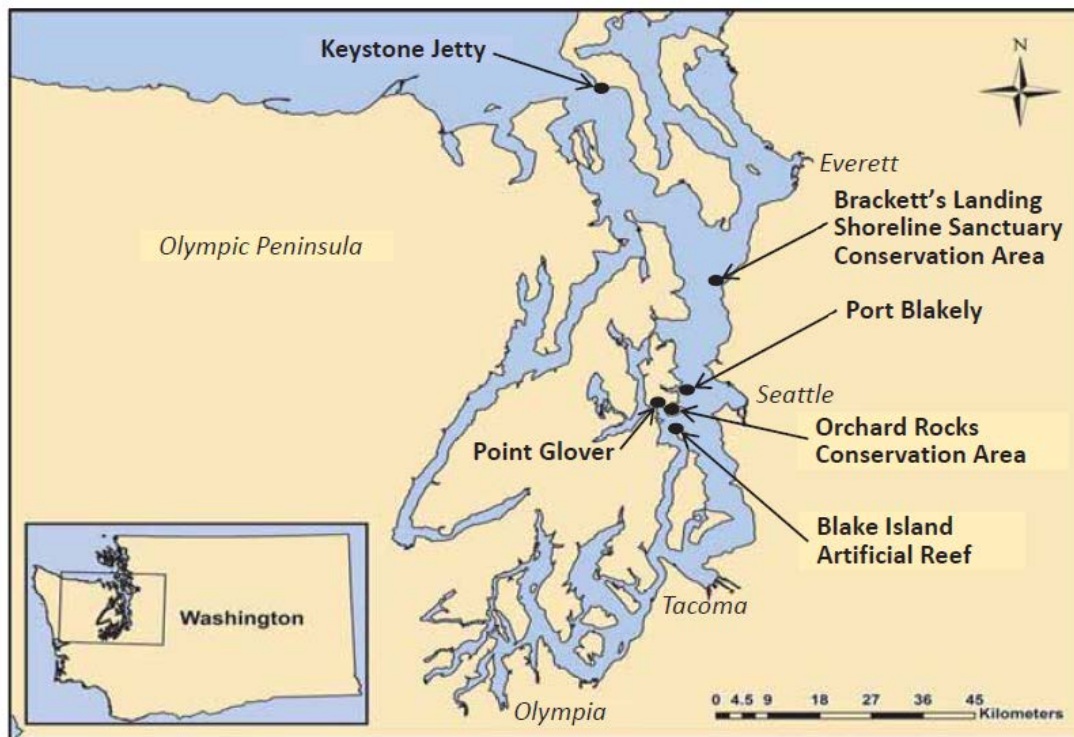 Keystone Jetty
N
Everett
Brackett's Landing
Shoreline Sanctuary
Conservation Area
Olympic Peninsula
Port Blakely
Seattle
Point Glover
Orchard Rocks
Conservation Area
Blake Island
Artificial Reef
Washington
Tacoma
Olympia
0 4.5 9 18 27 36 45
Kilometers